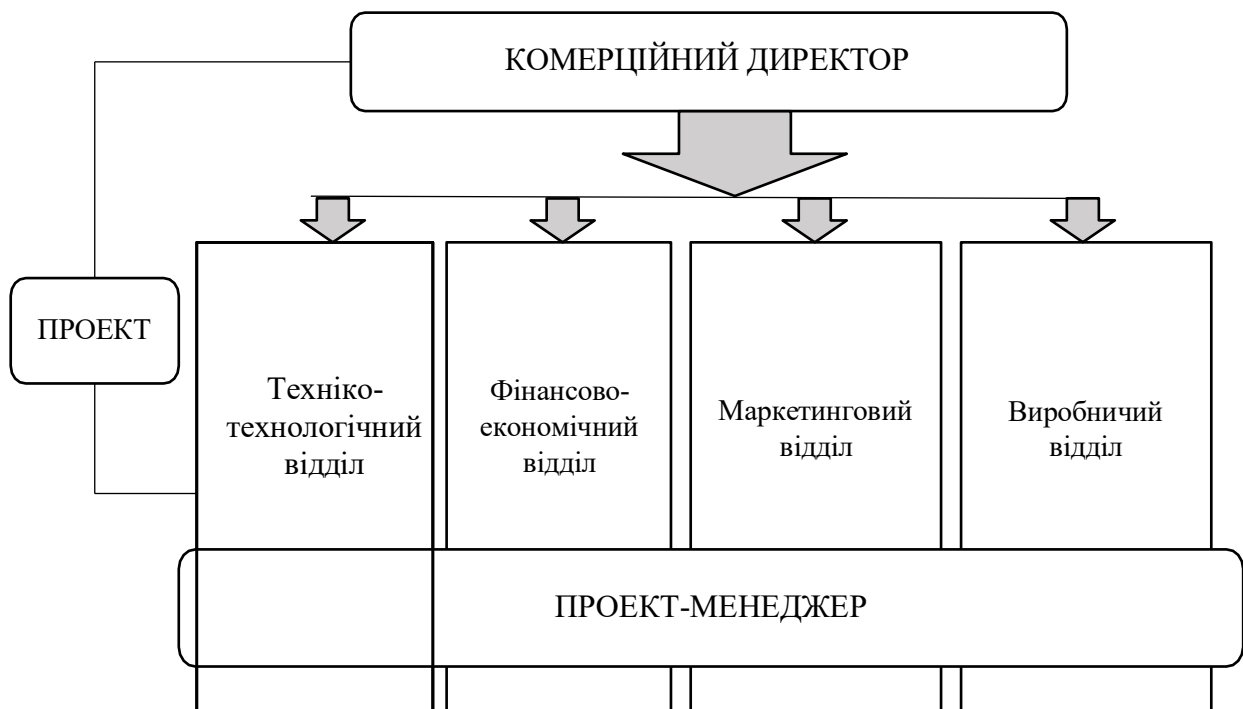 КОМЕРЦІЙНИЙ ДИРЕКТОР
ПРОЕКТ
Техніко-
технологічний
відділ
Фінансово-
економічний
відділ
Маркетинговий
відділ
Виробничий
відділ
ПРОЕКТ-МЕНЕДЖЕР